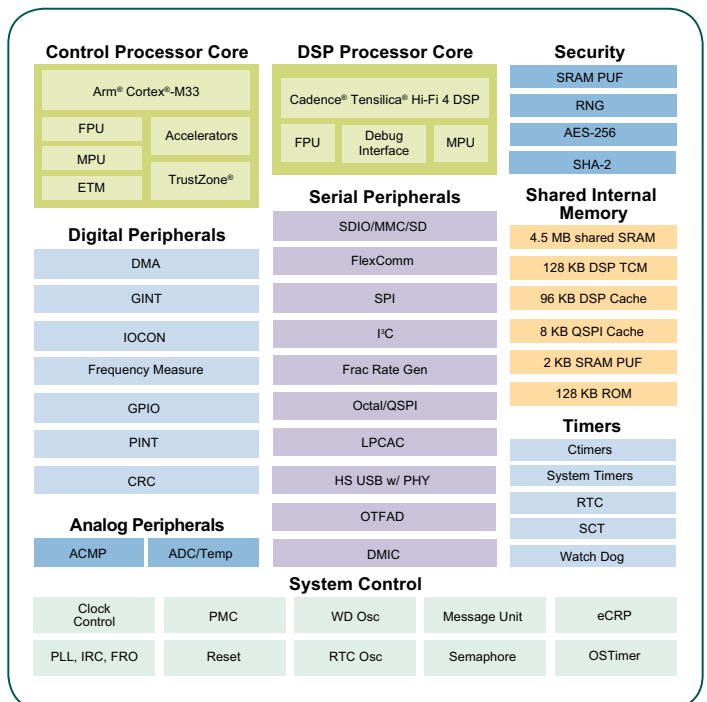 Control Processor Core
Arm® Cortex®-M33
FPU
MPU
ETM
Accelerators
TrustZone®
DSP Processor Core
Cadence® Tensilica® Hi-Fi 4 DSP
FPU
Debug
Interface
MPU
Security
SRAM PUF
RNG
AES-256
SHA-2
Digital Peripherals
DMA
GINT
IOCON
Frequency Measure
GPIO
PINT
CRC
Analog Peripherals
ACMP
ADC/Temp
Serial Peripherals
SDIO/MMC/SD
FlexComm
SPI
I³C
Frac Rate Gen
Octal/QSPI
LPCAC
HS USB w/ PHY
OTFAD
DMIC
Shared Internal
Memory
4.5 MB shared SRAM
128 KB DSP TCM
96 KB DSP Cache
8 KB QSPI Cache
2 KB SRAM PUF
128 KB ROM
Timers
Ctimers
System Timers
RTC
SCT
Watch Dog
System Control
Clock
Control
PMC
WD Osc
Message Unit
eCRP
PLL, IRC, FRO
Reset
RTC Osc
Semaphore
OSTimer